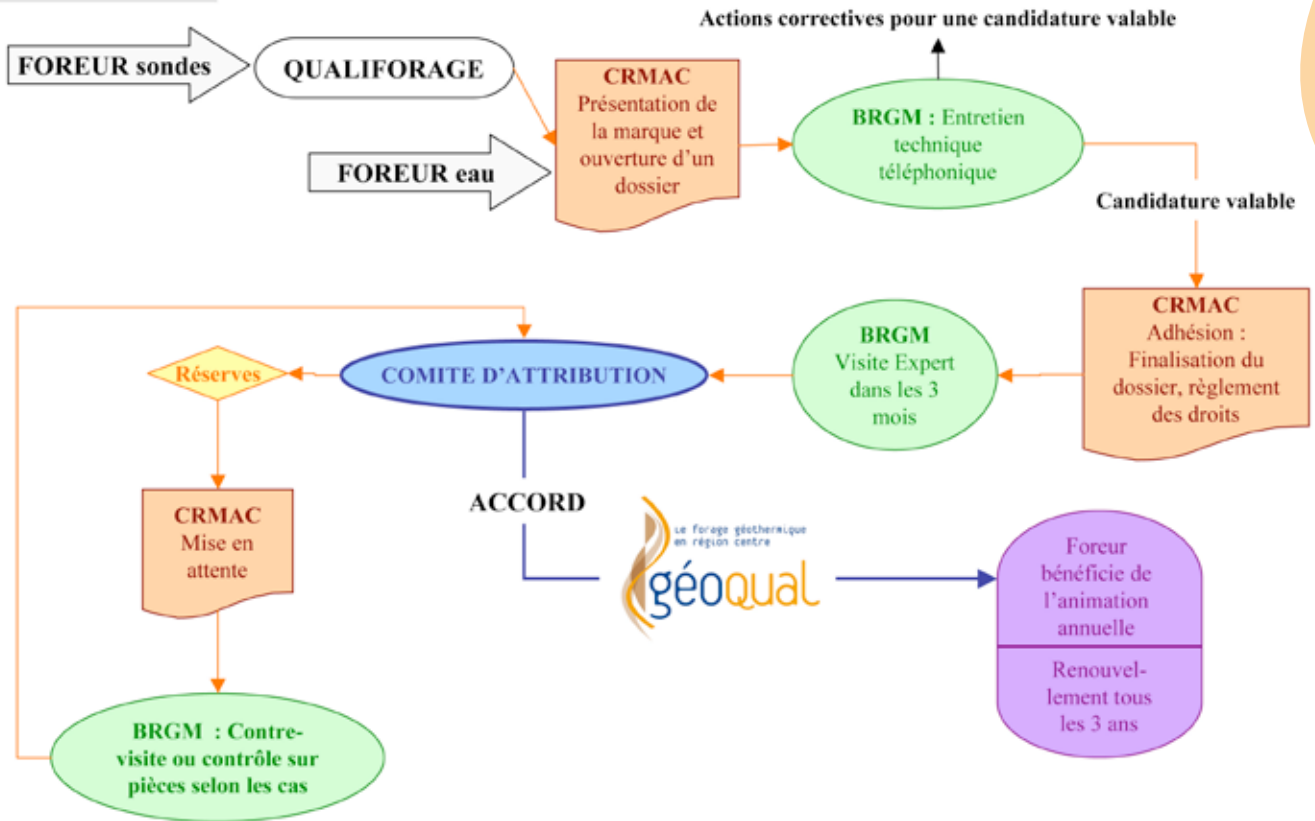 Actions correctives pour une candidature valable
FOREUR sondes
QUALIFORAGE
CRMAC
Présentation de
la marque et
ouverture d'un
dossier
BRGM : Entretien
technique
téléphonique
FOREUR eau
Candidature valable
CRMAC
Adhésion :
Finalisation du
dossier, règlement
des droits
BRGM
Visite Expert
dans les 3
mois
COMITE D'ATTRIBUTION
Réserves
CRMAC
Mise en
attente
BRGM : Contre-
visite ou contrôle sur
pièces selon les cas
ACCORD
Le forage géothermique
en région centre
géoqual
Foreur
bénéficie de
l'animation
annuelle
Renouvel-
lement tous
les 3 ans